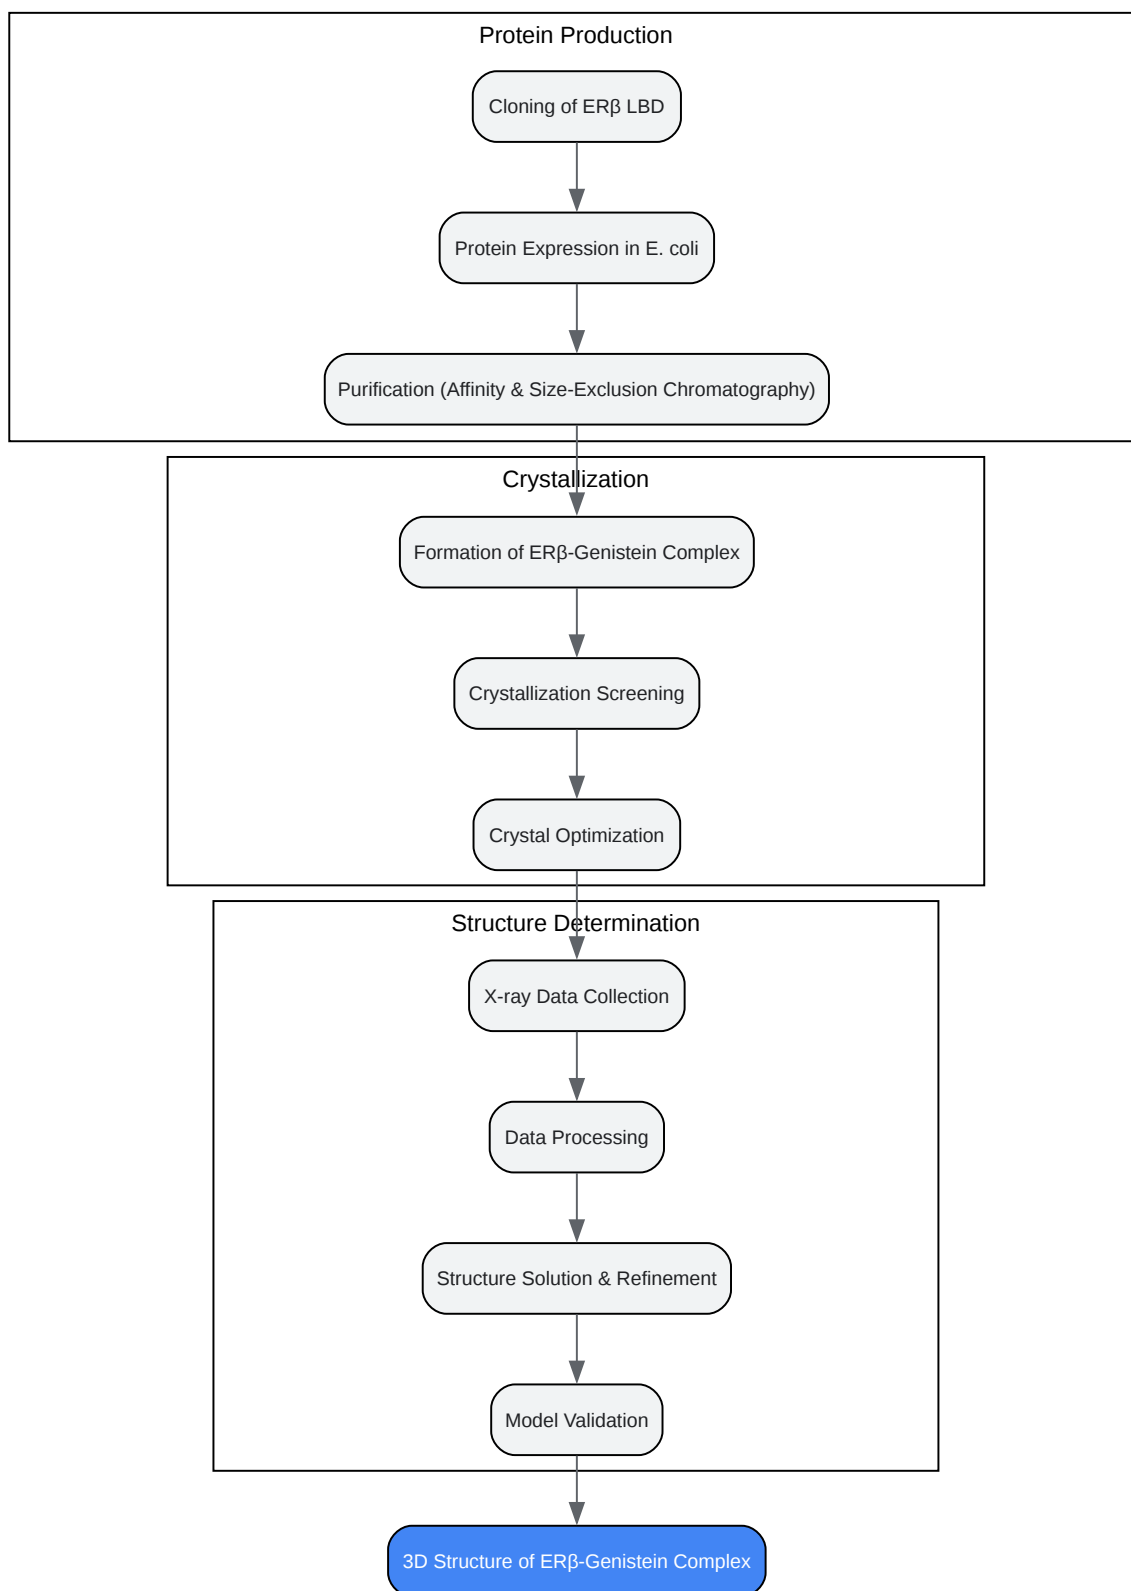 Protein Production
Cloning of ERβ LBD
Protein Expression in E. coli
Purification (Affinity & Size-Exclusion Chromatography)
Crystallization
Formation of ERβ-Genistein Complex
Crystallization Screening
Crystal Optimization
Structure Determination
X-ray Data Collection
Data Processing
Structure Solution & Refinement
Model Validation
3D Structure of ERβ-Genistein Complex